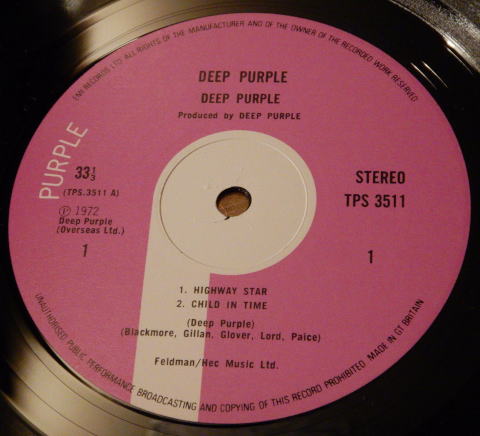 EMI RECORDS LTD ALL RIGHTS OF THE MANUFACTURER AND OF THE OWNER OF THE RECORDED WORK RESERVED.
DEEP PURPLE
DEEP PURPLE
Produced by DEEP PURPLE
PURPLE
33⅓
(TPS.3511 A)
Ⓟ 1972
Deep Purple
(Overseas Ltd.)
1
STEREO
TPS 3511
1
1. HIGHWAY STAR
2. CHILD IN TIME
(Deep Purple)
(Blackmore, Gillan, Glover, Lord, Paice)
Feldman/Hec Music Ltd.
UNAUTHORISED PUBLIC PERFORMANCE BROADCASTING AND COPYING OF THIS RECORD PROHIBITED MADE IN GT BRITAIN